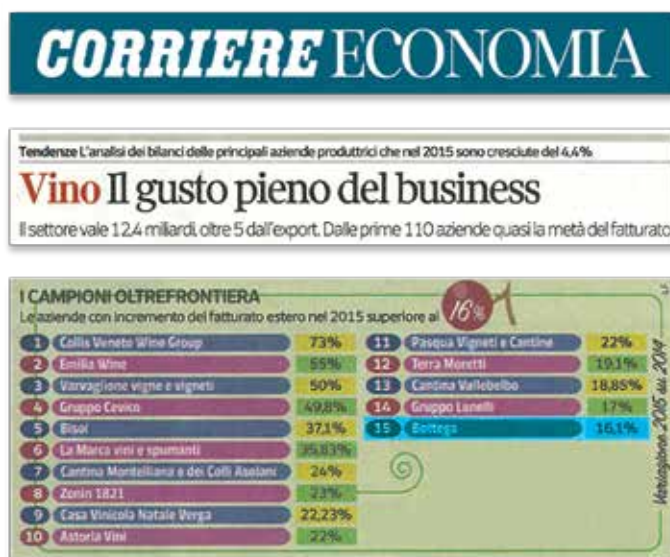 CORRIERE ECONOMIA
Tendenze L'analisi dei bilanci delle principali aziende produttrici che nel 2015 sono cresciute del 4,4%
Vino Il gusto pieno del business
Il settore vale 12,4 miliardi, oltre 5 dall'export. Dalle prime 110 aziende quasi la metà del fatturato
I CAMPIONI OLTREFRONTIERA
Le aziende con incremento del fatturato estero nel 2015 superiore al 16%
1 Collis Veneto Wine Group 73%
2 Emilia Wine 55%
3 Varvaglione vigne e vigneti 50%
4 Gruppo Cevico 49,8%
5 Bisol 37,1%
6 La Marca vini e spumanti 35,83%
7 Cantina Montelliana e dei Colli Asolani 24%
8 Zonin 1821 23%
9 Casa Vinicola Natale Verga 22,23%
10 Astoria Vini 22%
11 Pasqua Vigneti e Cantine 22%
12 Terra Moretti 19,1%
13 Cantina Vallebelbo 18,85%
14 Gruppo Lunelli 17%
15 Bottega 16,1%
Variazione % 2015 su 2014